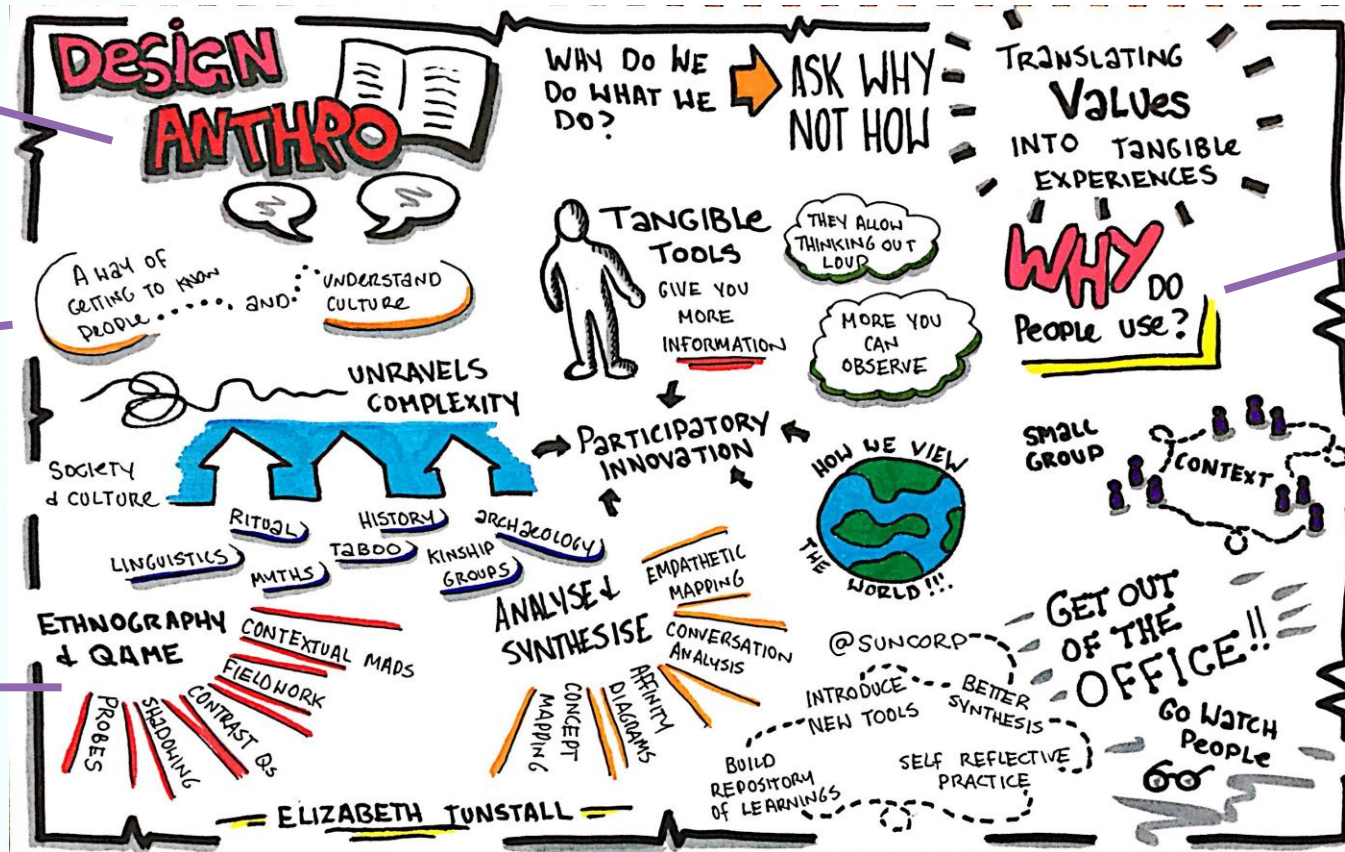 DESIGN
ANTHRO
WHY DO WE
DO WHAT WE
DO?
ASK WHY
NOT HOW
TRANSLATING
VALUES
INTO TANGIBLE
EXPERIENCES
A WAY OF
GETTING TO KNOW
PEOPLE ...... AND
UNDERSTAND
CULTURE
TANGIBLE
TOOLS
GIVE YOU
MORE
INFORMATION
THEY ALLOW
THINKING OUT
LOUD
MORE YOU
CAN
OBSERVE
WHY DO
PEOPLE USE?
UNRAVELS
COMPLEXITY
SOCIETY
& CULTURE
PARTICIPATORY
INNOVATION
HOW WE VIEW
THE WORLD!!!
SMALL
GROUP
CONTEXT
RITUAL
HISTORY
ARCHAEOLOGY
LINGUISTICS
MYTHS
TABOO
KINSHIP
GROUPS
ETHNOGRAPHY
& QAME
CONTEXTUAL MADS
FIELDWORK
CONTRAST QS
SHADOWING
PROBES
ANALYSE &
SYNTHESISE
EMPATHETIC
MAPPING
CONVERSATION
ANALYSIS
AFFINITY
DIAGRAMS
CONCEPT
MAPPING
@SUNCORP
INTRODUCE
NEW TOOLS
BETTER
SYNTHESIS
BUILD
REPOSITORY
OF LEARNINGS
SELF REFLECTIVE
PRACTICE
GET OUT
OF THE
OFFICE!!
GO WATCH
PEOPLE
ELIZABETH TUNSTALL